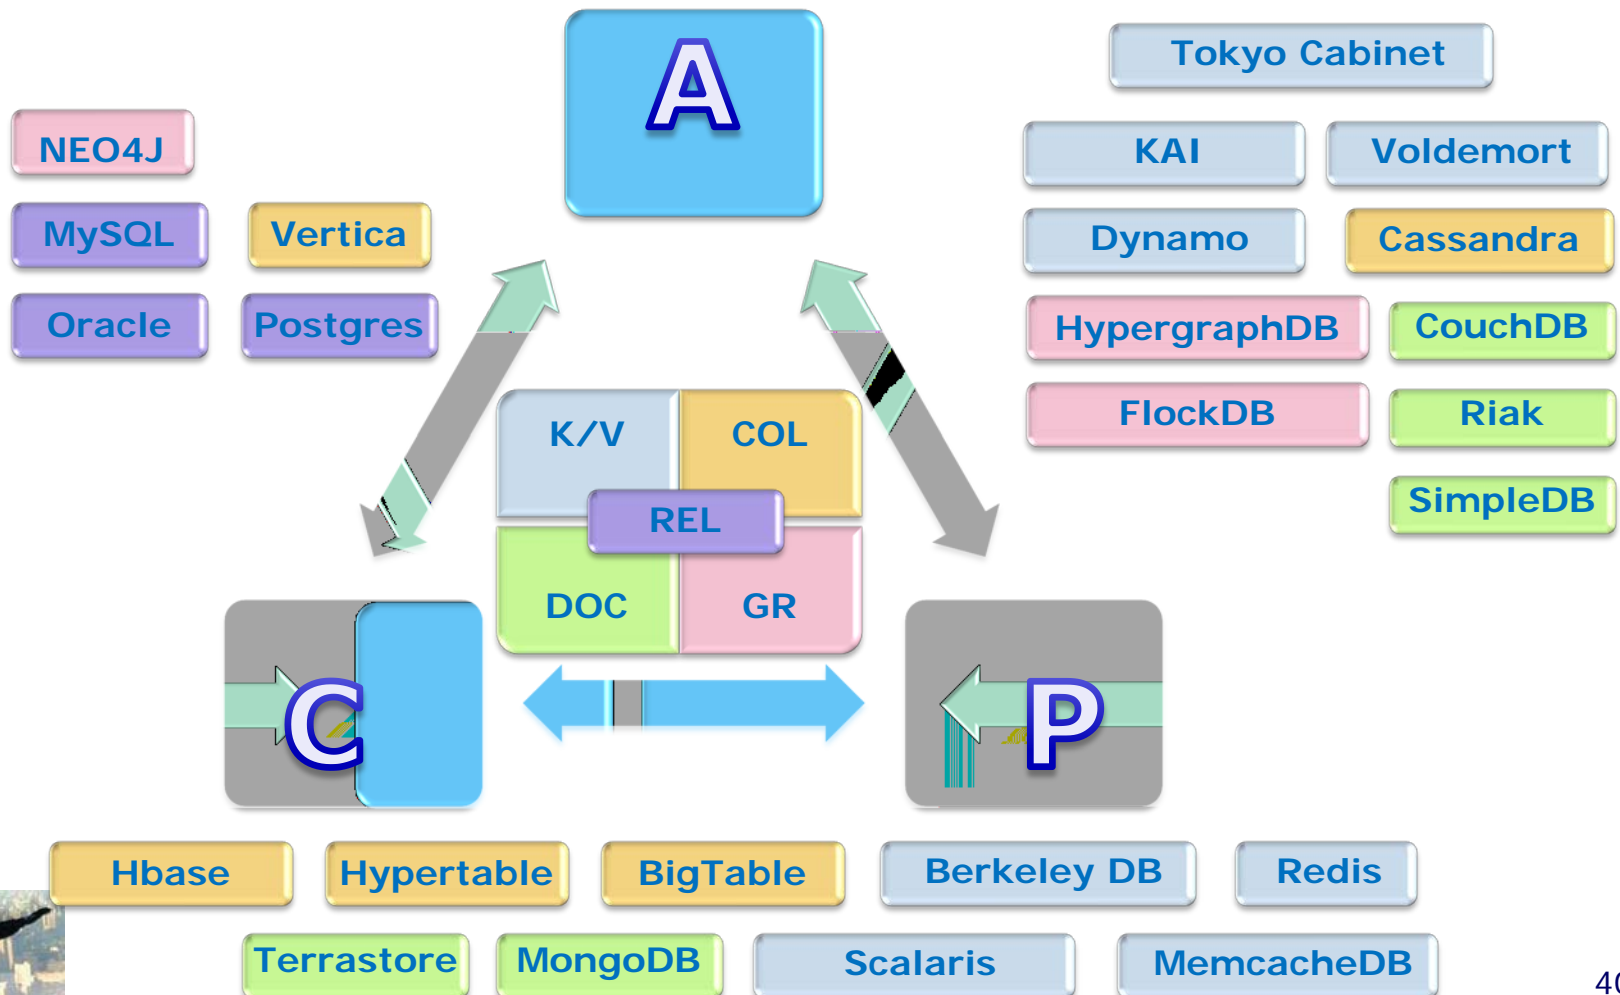 A
Tokyo Cabinet
NEO4J
KAI
Voldemort
MySQL
Vertica
Dynamo
Cassandra
Oracle
Postgres
HypergraphDB
CouchDB
FlockDB
Riak
SimpleDB
K/V
COL
REL
DOC
GR
C
P
Hbase
Hypertable
BigTable
Berkeley DB
Redis
Terrastore
MongoDB
Scalaris
MemcacheDB
40